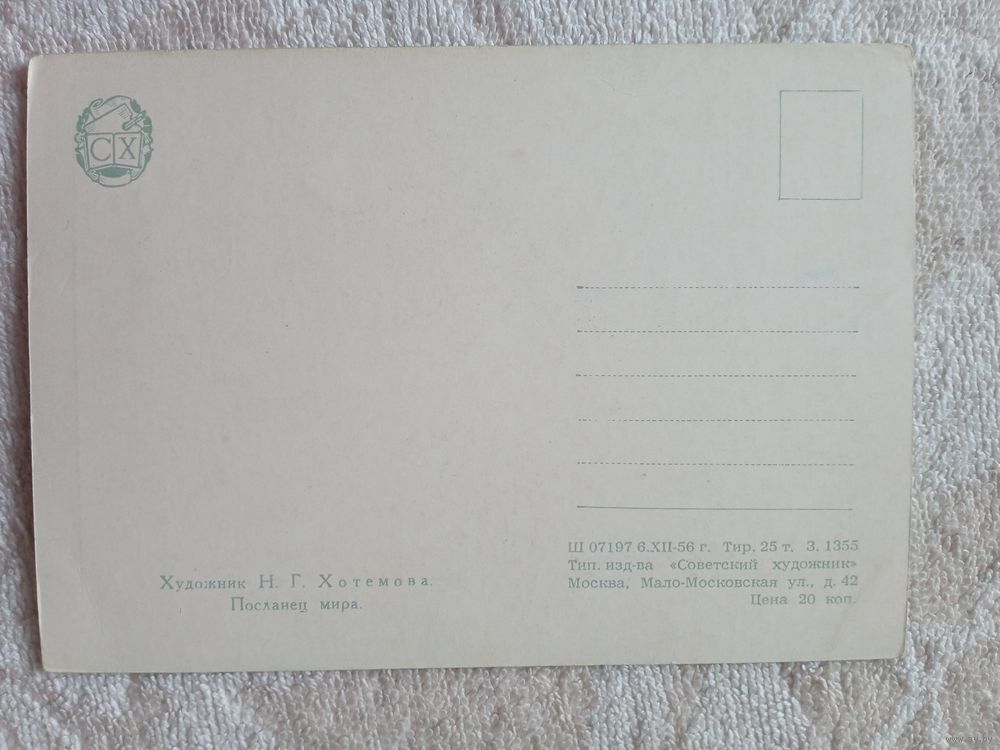 СХ
Ш 07197 6.XII-56 г. Тир. 25 т. З. 1355
Тип. изд-ва «Советский художник»
Москва, Мало-Московская ул., д. 42
Цена 20 коп.
Художник Н. Г. Хотемова.
Посланец мира.